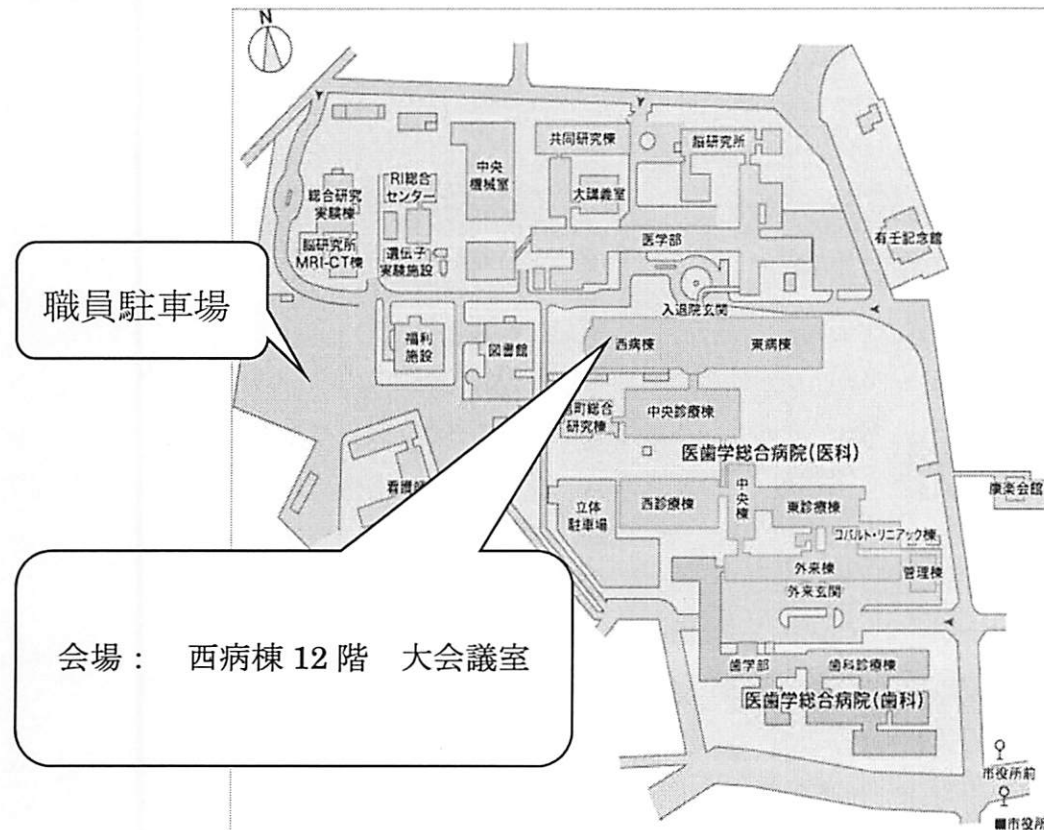 N
共同研究棟
脳研究所
中央
機械室
RI総合
センター
大講義室
総合研究
実験棟
医学部
有壬記念館
脳研究所
MRI-CT棟
遺伝子
実験施設
職員駐車場
入退院玄関
福利
施設
図書館
西病棟
東病棟
町総合
研究棟
中央診療棟
医歯学総合病院(医科)
看護師
立体
駐車場
西診療棟
中央棟
東診療棟
康楽会館
コバルト・リニアック棟
外来棟
管理棟
外来玄関
会場： 西病棟 12 階 大会議室
歯学部
歯科診療棟
医歯学総合病院(歯科)
市役所前
■市役所